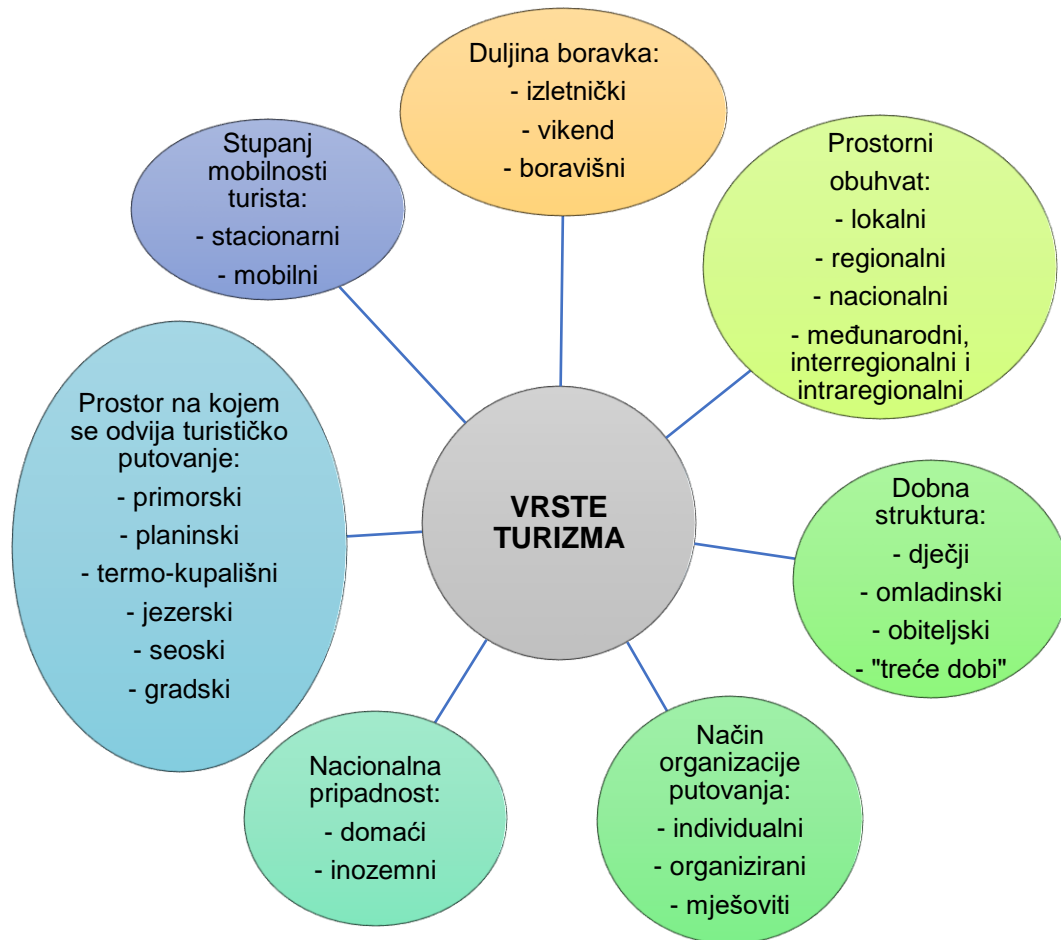 Duljina boravka:
- izletnički
- vikend
- boravišni
Prostorni
obuhvat:
- lokalni
- regionalni
- nacionalni
- međunarodni,
interregionalni i
intraregionalni
Dobna
struktura:
- dječji
- omladinski
- obiteljski
- "treće dobi"
Način
organizacije
putovanja:
- individualni
- organizirani
- mješoviti
Nacionalna
pripadnost:
- domaći
- inozemni
Prostor na kojem
se odvija turističko
putovanje:
- primorski
- planinski
- termo-kupališni
- jezerski
- seoski
- gradski
Stupanj
mobilnosti
turista:
- stacionarni
- mobilni
VRSTE
TURIZMA